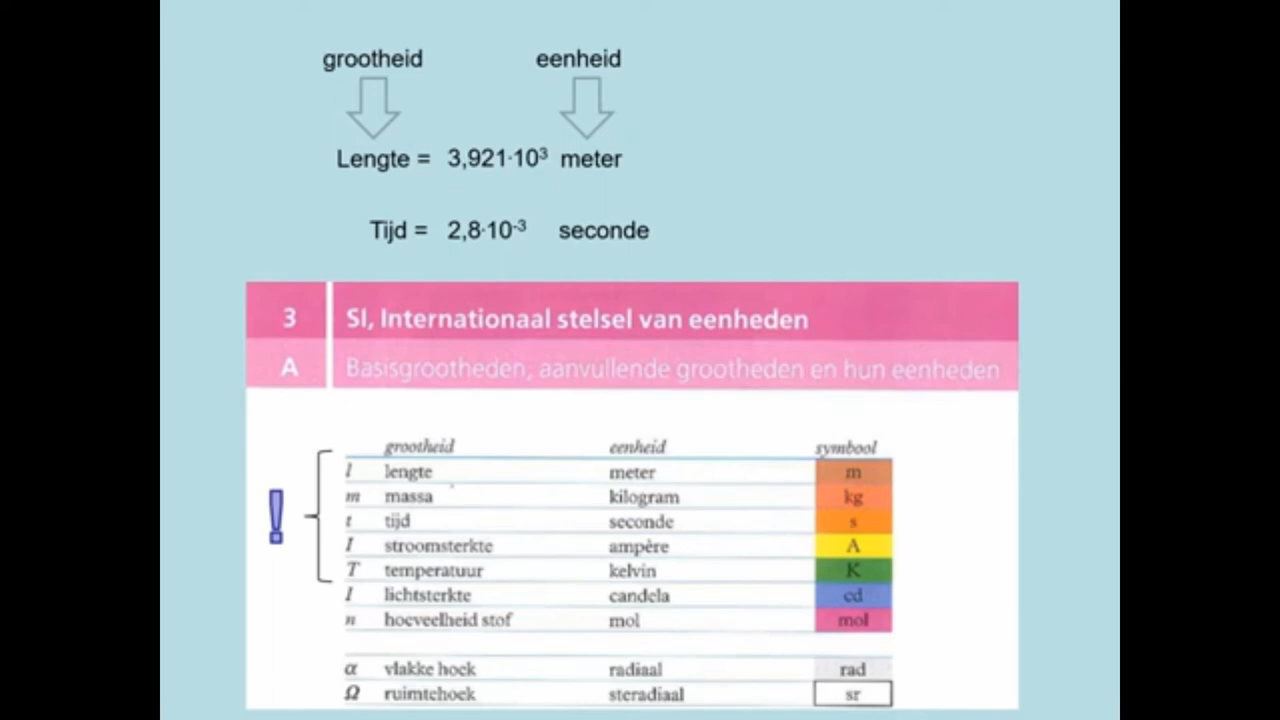 grootheid eenheid
Lengte = 3,921·10³ meter
Tijd = 2,8·10⁻³ seconde
3 SI, Internationaal stelsel van eenheden
A Basisgrootheden, aanvullende grootheden en hun eenheden
grootheid eenheid symbool
l lengte meter m
m massa kilogram kg
t tijd seconde s
I stroomsterkte ampère A
T temperatuur kelvin K
I lichtsterkte candela cd
n hoeveelheid stof mol mol
!
α vlakke hoek radiaal rad
Ω ruimtehoek steradiaal sr